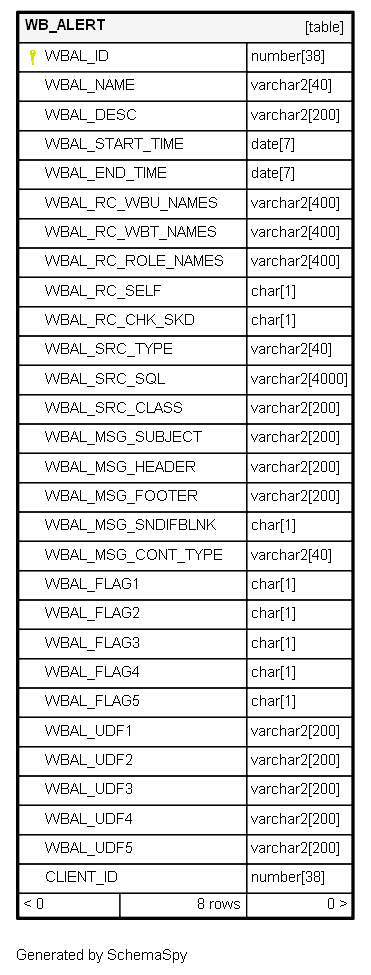 WB_ALERT [table]
WBAL_ID number[38]
WBAL_NAME varchar2[40]
WBAL_DESC varchar2[200]
WBAL_START_TIME date[7]
WBAL_END_TIME date[7]
WBAL_RC_WBU_NAMES varchar2[400]
WBAL_RC_WBT_NAMES varchar2[400]
WBAL_RC_ROLE_NAMES varchar2[400]
WBAL_RC_SELF char[1]
WBAL_RC_CHK_SKD char[1]
WBAL_SRC_TYPE varchar2[40]
WBAL_SRC_SQL varchar2[4000]
WBAL_SRC_CLASS varchar2[200]
WBAL_MSG_SUBJECT varchar2[200]
WBAL_MSG_HEADER varchar2[200]
WBAL_MSG_FOOTER varchar2[200]
WBAL_MSG_SNDIFBLNK char[1]
WBAL_MSG_CONT_TYPE varchar2[40]
WBAL_FLAG1 char[1]
WBAL_FLAG2 char[1]
WBAL_FLAG3 char[1]
WBAL_FLAG4 char[1]
WBAL_FLAG5 char[1]
WBAL_UDF1 varchar2[200]
WBAL_UDF2 varchar2[200]
WBAL_UDF3 varchar2[200]
WBAL_UDF4 varchar2[200]
WBAL_UDF5 varchar2[200]
CLIENT_ID number[38]
< 0 8 rows 0 >
Generated by SchemaSpy